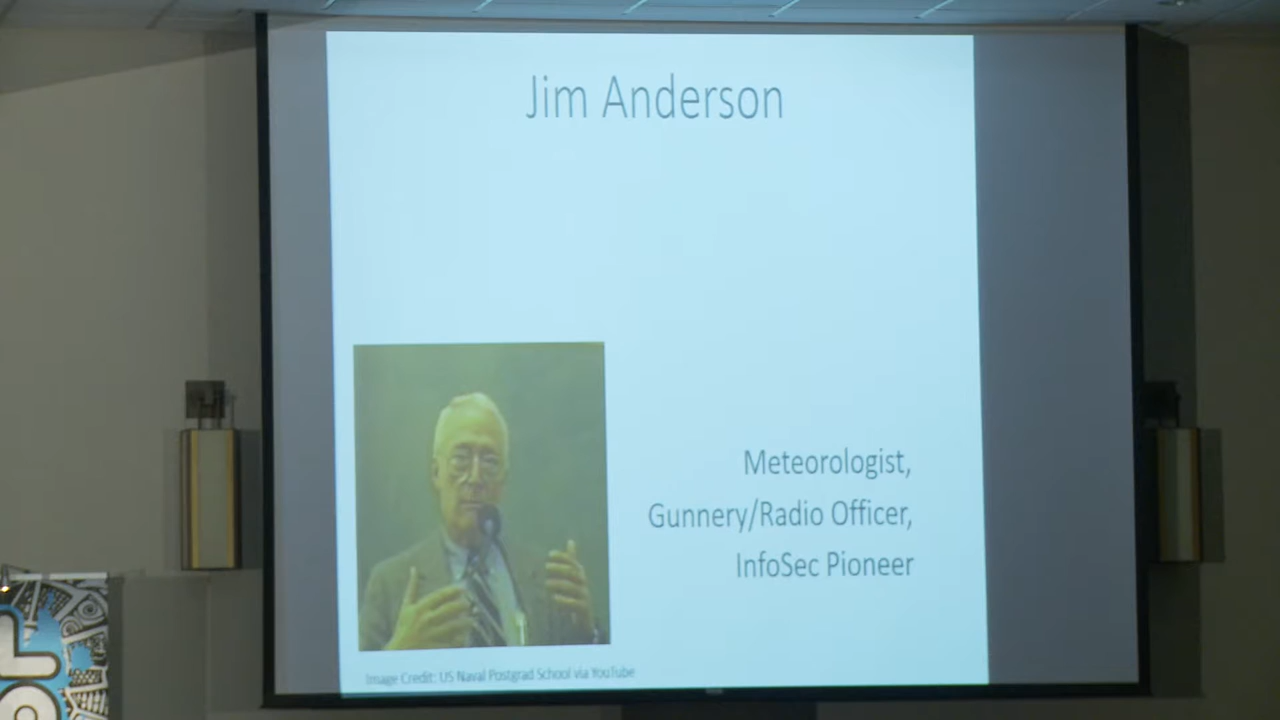 Jim Anderson
Meteorologist,
Gunnery/Radio Officer,
InfoSec Pioneer
Image Credit: US Naval Postgrad School via YouTube